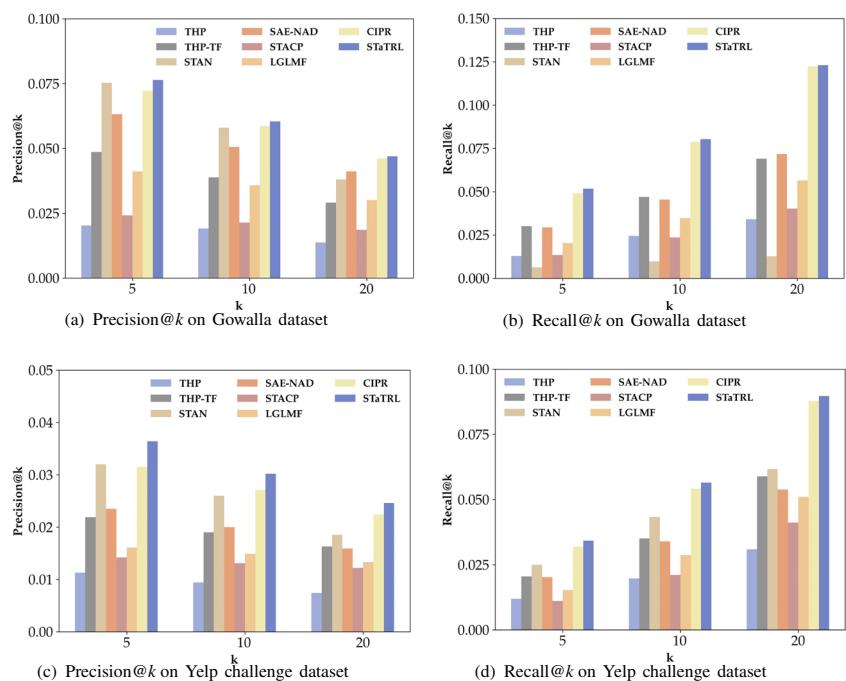 0.100
0.075
0.050
0.025
0.000
Precision@k
THP
THP-TF
STAN
SAE-NAD
STACP
LGLMF
CIPR
STaTRL
5
10
20
k
(a) Precision@k on Gowalla dataset
0.150
0.125
0.100
0.075
0.050
0.025
0.000
Recall@k
THP
THP-TF
STAN
SAE-NAD
STACP
LGLMF
CIPR
STaTRL
5
10
20
k
(b) Recall@k on Gowalla dataset
0.05
0.04
0.03
0.02
0.01
0.00
Precision@k
THP
THP-TF
STAN
SAE-NAD
STACP
LGLMF
CIPR
STaTRL
5
10
20
k
(c) Precision@k on Yelp challenge dataset
0.100
0.075
0.050
0.025
0.000
Recall@k
THP
THP-TF
STAN
SAE-NAD
STACP
LGLMF
CIPR
STaTRL
5
10
20
k
(d) Recall@k on Yelp challenge dataset